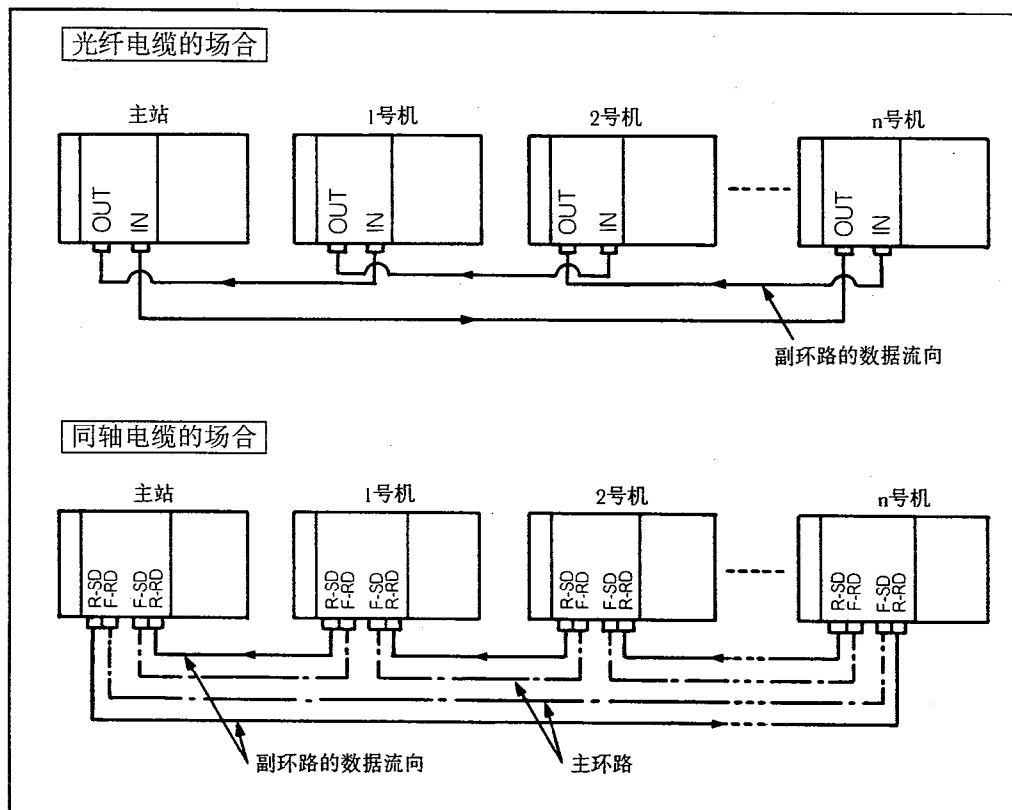 光纤电缆的场合
主站
1号机
2号机
n号机
OUT
IN
OUT
IN
OUT
IN
OUT
IN
副环路的数据流向
同轴电缆的场合
主站
1号机
2号机
n号机
R-SD
F-RD
F-SD
R-RD
R-SD
F-RD
F-SD
R-RD
R-SD
F-RD
F-SD
R-RD
R-SD
F-RD
F-SD
R-RD
副环路的数据流向
主环路